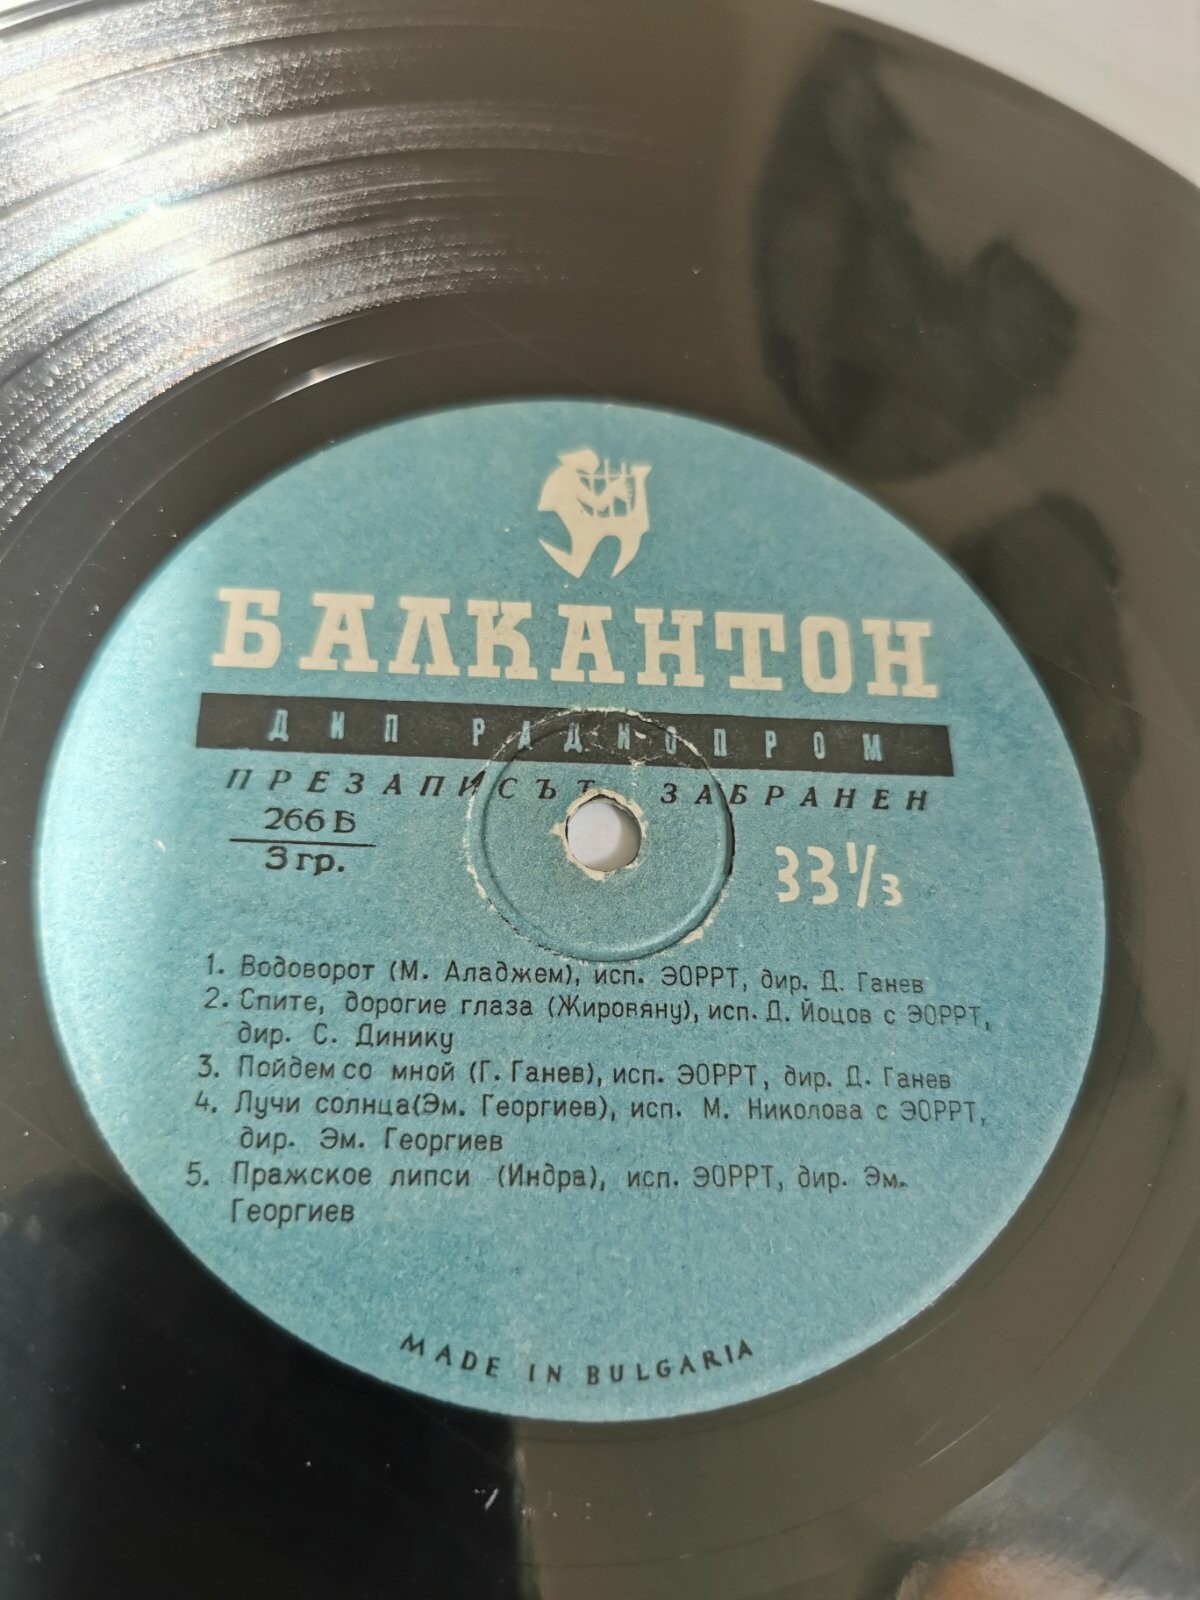 БАЛКАНТОН
ДИП РАДИОПРОМ
ПРЕЗАПИСЪТ ЗАБРАНЕН
266 Б
3 гр.
33 1/3
1. Водоворот (М. Аладжем), исп. ЭОРРТ, дир. Д. Ганев
2. Спите, дорогие глаза (Жировяну), исп. Д. Йоцов с ЭОРРТ,
дир. С. Динику
3. Пойдем со мной (Г. Ганев), исп. ЭОРРТ, дир. Д. Ганев
4. Лучи солнца(Эм. Георгиев), исп. М. Николова с ЭОРРТ,
дир. Эм. Георгиев
5. Пражское липси (Индра), исп. ЭОРРТ, дир. Эм.
Георгиев
MADE IN BULGARIA